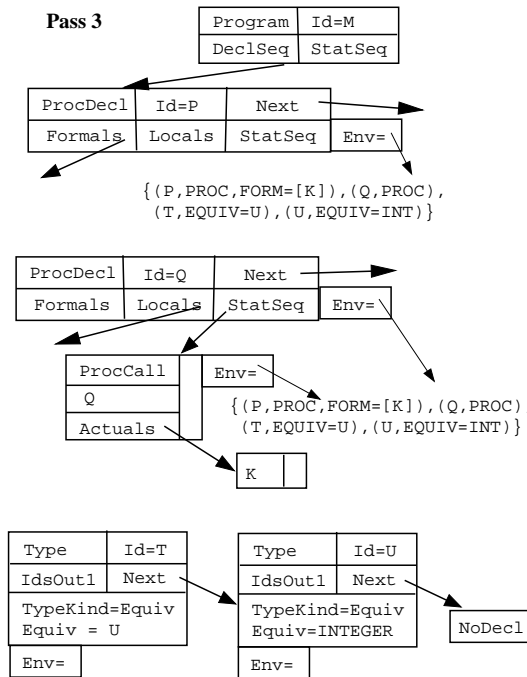 Pass 3
Program Id=M
DeclSeq StatSeq
ProcDecl Id=P Next
Formals Locals StatSeq Env=
{(P,PROC,FORM=[K]),(Q,PROC),
(T,EQUIV=U),(U,EQUIV=INT)}
ProcDecl Id=Q Next
Formals Locals StatSeq Env=
ProcCall Env=
Q
Actuals
{(P,PROC,FORM=[K]),(Q,PROC)
(T,EQUIV=U),(U,EQUIV=INT)}
K
Type Id=T
IdsOut1 Next
TypeKind=Equiv
Equiv = U
Env=
Type Id=U
IdsOut1 Next
TypeKind=Equiv
Equiv=INTEGER
Env=
NoDecl